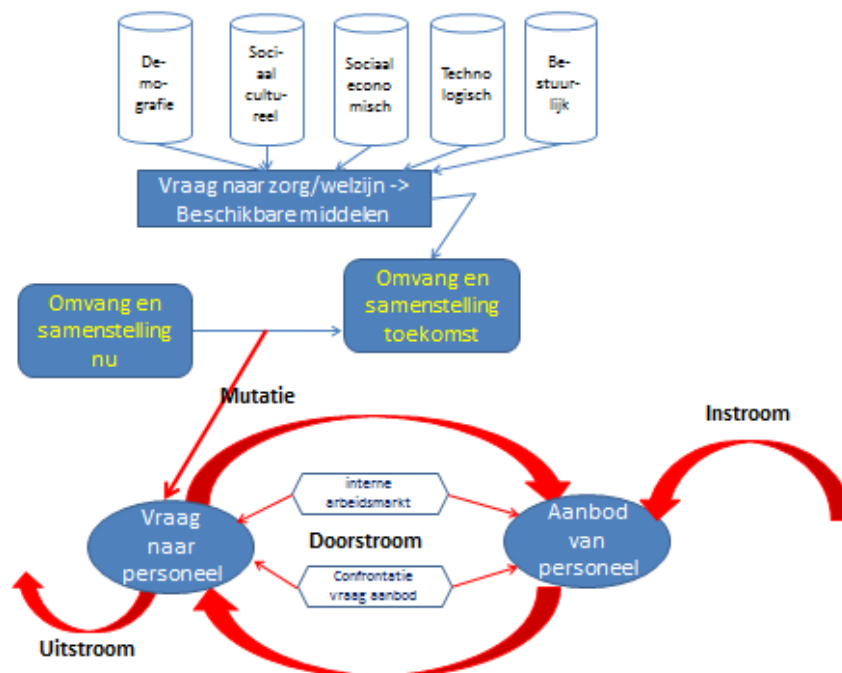 De-
mo-
grafie
Soci-
aal
cultu-
reel
Sociaal
econo
misch
Techno
logisch
Be-
stuur-
lijk
Vraag naar zorg/welzijn ->
Beschikbare middelen
Omvang en
samenstelling
nu
Omvang en
samenstelling
toekomst
Mutatie
Instroom
interne
arbeidsmarkt
Vraag
naar
personeel
Doorstroom
Aanbod
van
personeel
Confrontatie
vraag aanbod
Uitstroom